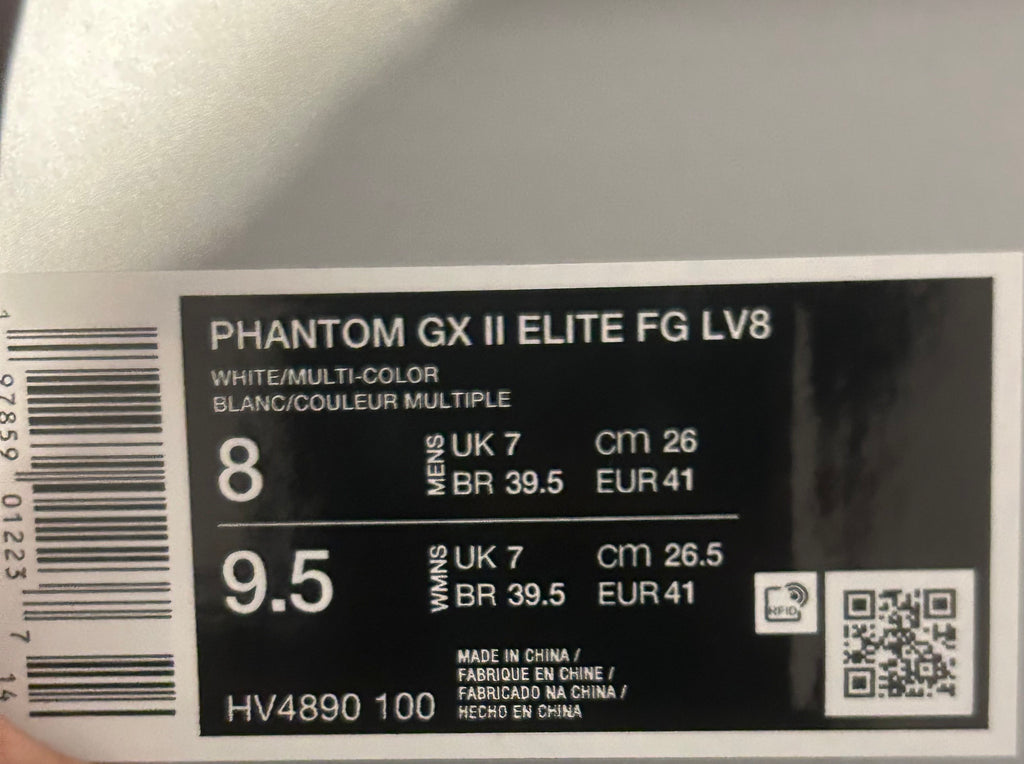 PHANTOM GX II ELITE FG LV8
WHITE/MULTI-COLOR
BLANC/COULEUR MULTIPLE
8
MENS
UK 7 cm 26
BR 39.5 EUR 41
9.5
WMNS
UK 7 cm 26.5
BR 39.5 EUR 41
RFID
MADE IN CHINA /
FABRIQUE EN CHINE /
FABRICADO NA CHINA /
HECHO EN CHINA
HV4890 100
1 97859 01223 7 14